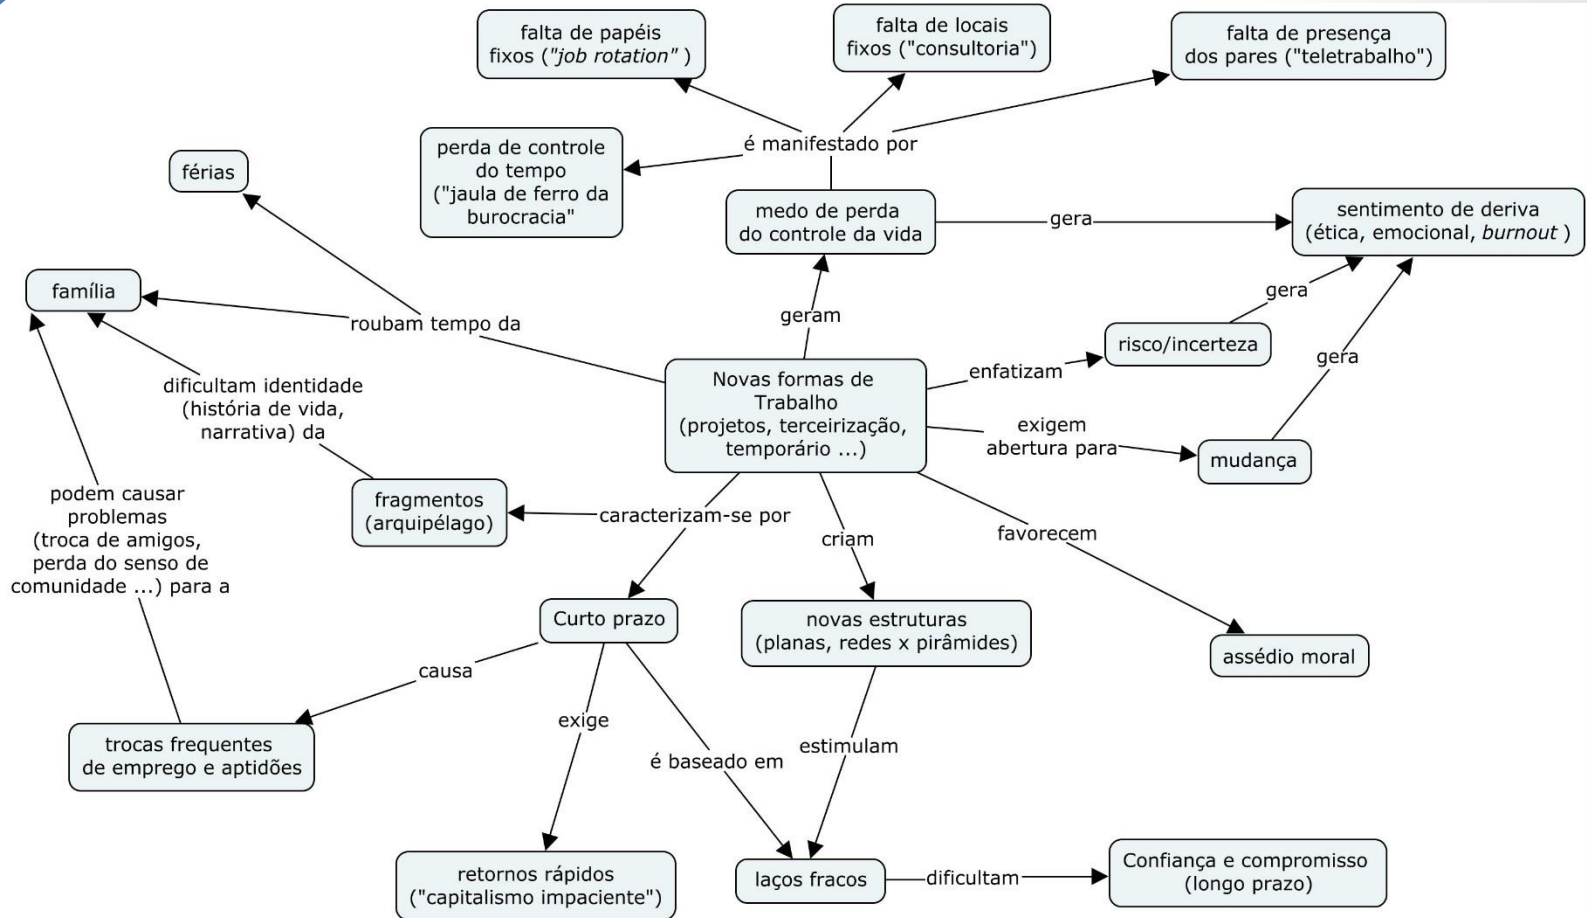 falta de papéis
fixos ("job rotation" )
falta de locais
fixos ("consultoria")
falta de presença
dos pares ("teletrabalho")
é manifestado por
perda de controle
do tempo
("jaula de ferro da
burocracia"
férias
medo de perda
do controle da vida
gera
sentimento de deriva
(ética, emocional, burnout )
família
roubam tempo da
geram
gera
risco/incerteza
enfatizam
gera
dificultam identidade
(história de vida,
narrativa) da
Novas formas de
Trabalho
(projetos, terceirização,
temporário ...)
exigem
abertura para
mudança
podem causar
problemas
(troca de amigos,
perda do senso de
comunidade ...) para a
fragmentos
(arquipélago)
caracterizam-se por
criam
favorecem
Curto prazo
novas estruturas
(planas, redes x pirâmides)
assédio moral
causa
exige
é baseado em
estimulam
trocas frequentes
de emprego e aptidões
retornos rápidos
("capitalismo impaciente")
laços fracos
dificultam
Confiança e compromisso
(longo prazo)